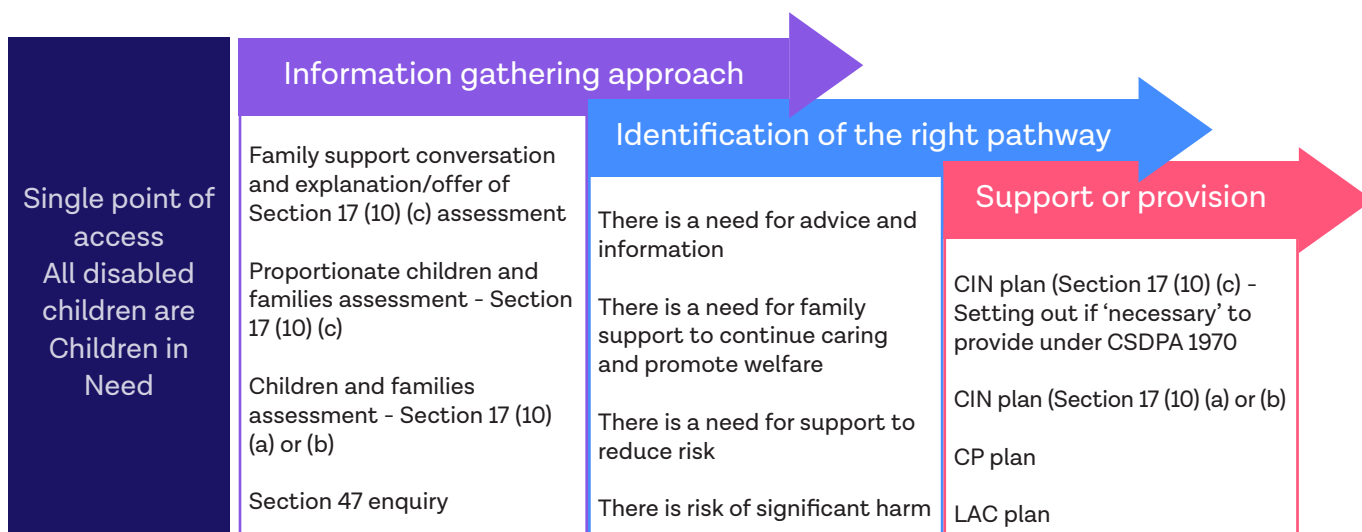 Single point of
access
All disabled
children are
Children in
Need
Information gathering approach
Family support conversation
and explanation/offer of
Section 17 (10) (c) assessment
Proportionate children and
families assessment - Section
17 (10) (c)
Children and families
assessment - Section 17 (10)
(a) or (b)
Section 47 enquiry
Identification of the right pathway
There is a need for advice and
information
There is a need for family
support to continue caring
and promote welfare
There is a need for support to
reduce risk
There is risk of significant harm
Support or provision
CIN plan (Section 17 (10) (c) -
Setting out if ‘necessary’ to
provide under CSDPA 1970
CIN plan (Section 17 (10) (a) or (b)
CP plan
LAC plan